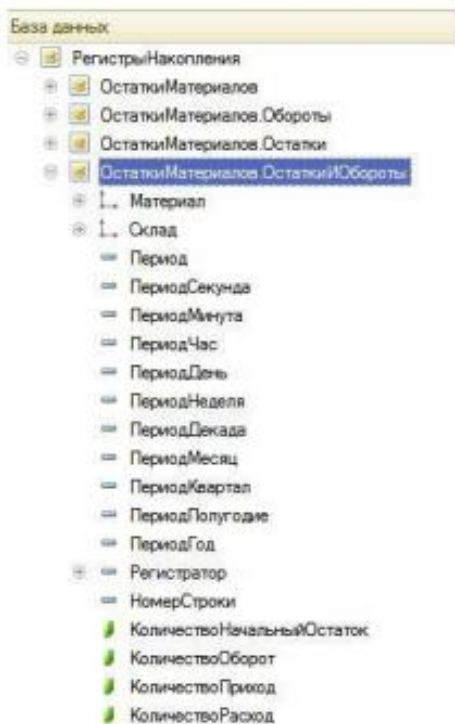 База данных
РегистрыНакопления
ОстаткиМатериалов
ОстаткиМатериалов.Обороты
ОстаткиМатериалов.Остатки
ОстаткиМатериалов.ОстаткиИОбороты
Материал
Склад
Период
ПериодСекунда
ПериодМинута
ПериодЧас
ПериодДень
ПериодНеделя
ПериодДекада
ПериодМесяц
ПериодКвартал
ПериодПолугодие
ПериодГод
Регистратор
НомерСтроки
КоличествоНачальныйОстаток
КоличествоОборот
КоличествоПриход
КоличествоРасход